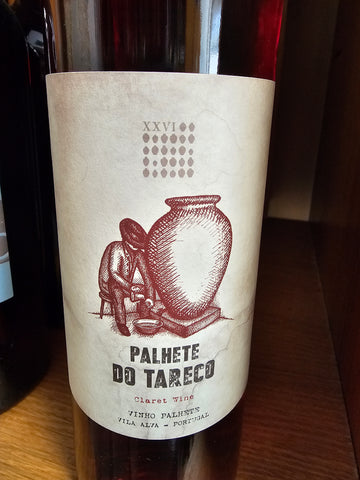 XXVI
PALHETE
DO TARECO
Claret Wine
VINHO PALHETE
VILA ALVA - PORTUGAL